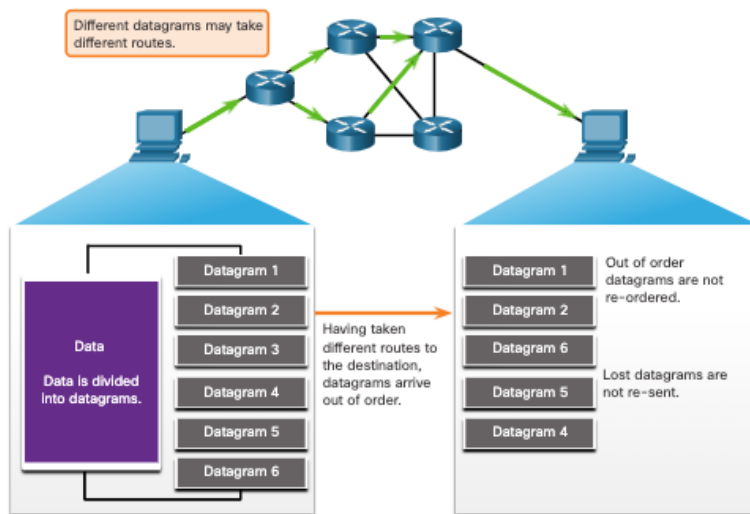 Different datagrams may take
different routes.
Data
Data is divided
into datagrams.
Datagram 1
Datagram 2
Datagram 3
Datagram 4
Datagram 5
Datagram 6
Having taken
different routes to
the destination,
datagrams arrive
out of order.
Datagram 1
Datagram 2
Datagram 6
Datagram 5
Datagram 4
Out of order
datagrams are not
re-ordered.
Lost datagrams are
not re-sent.